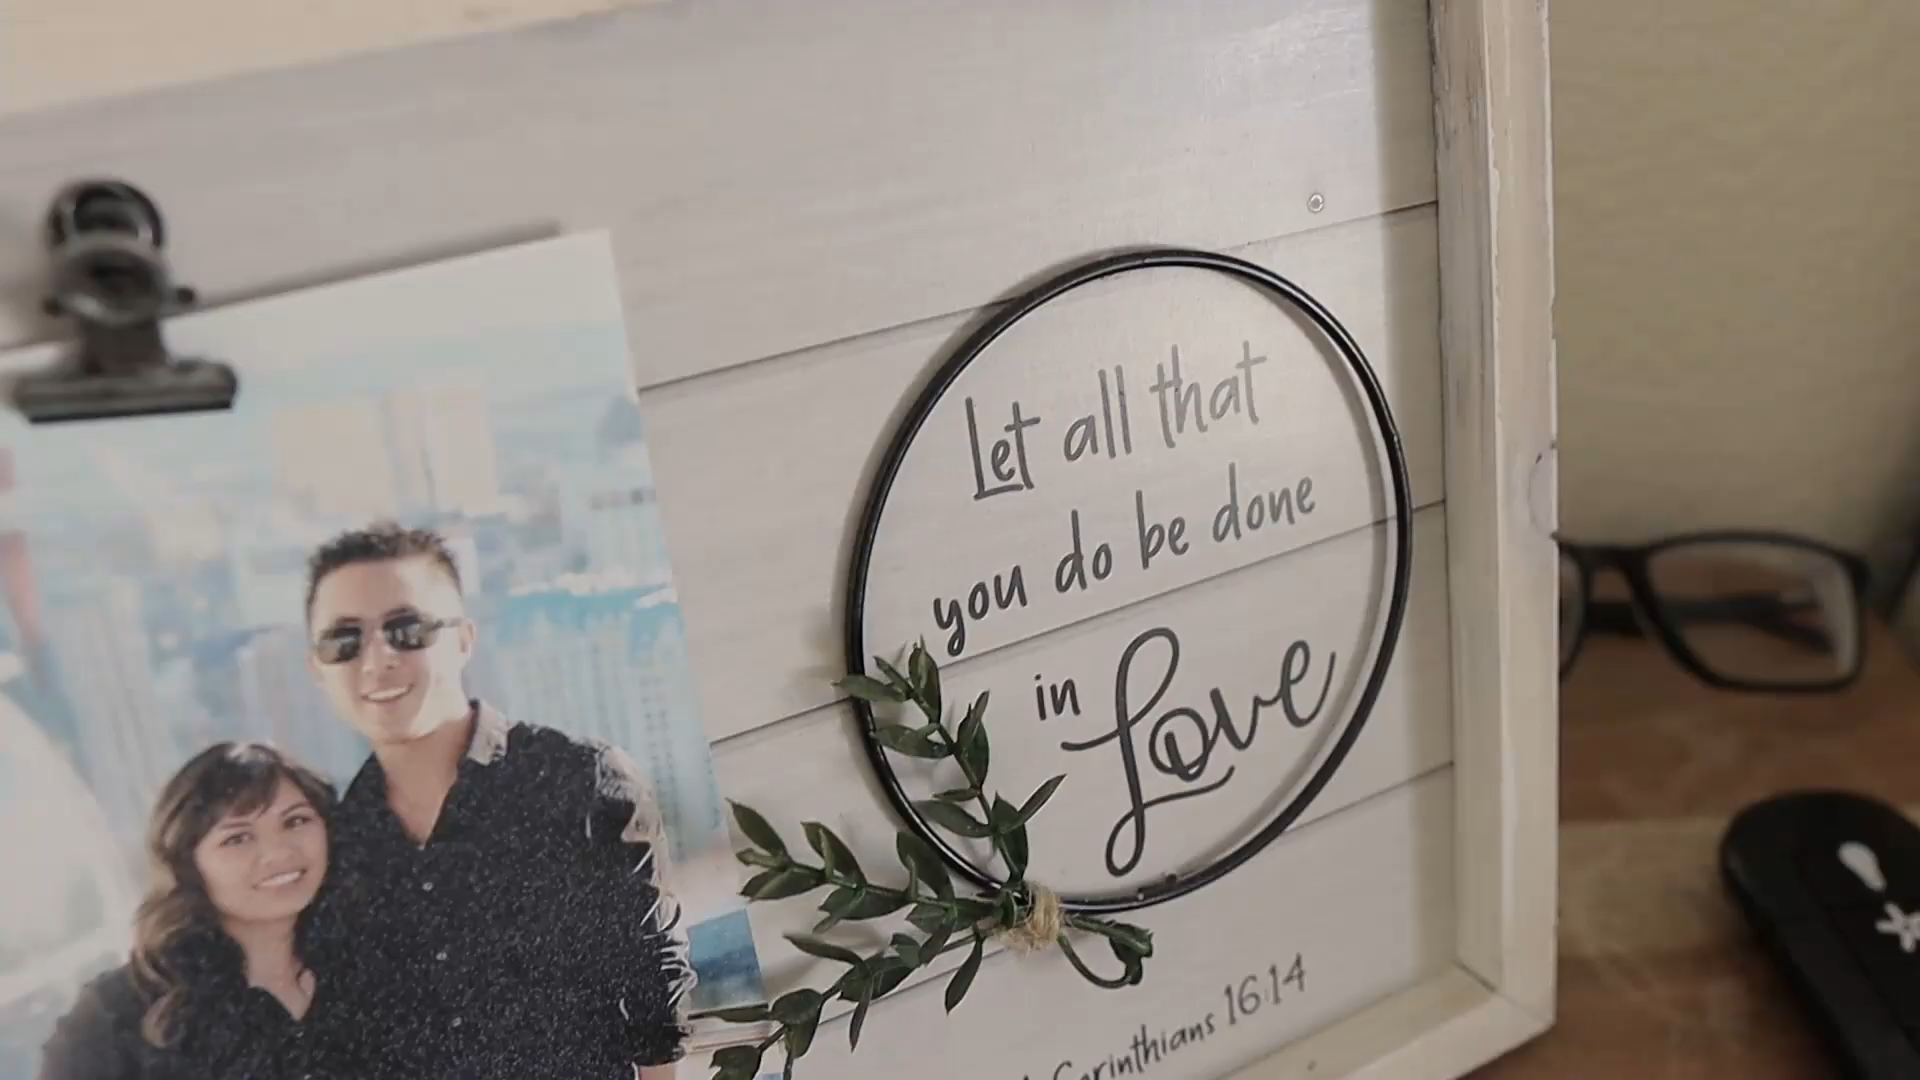 Let all that
you do be done
in Love
Corinthians 16:14